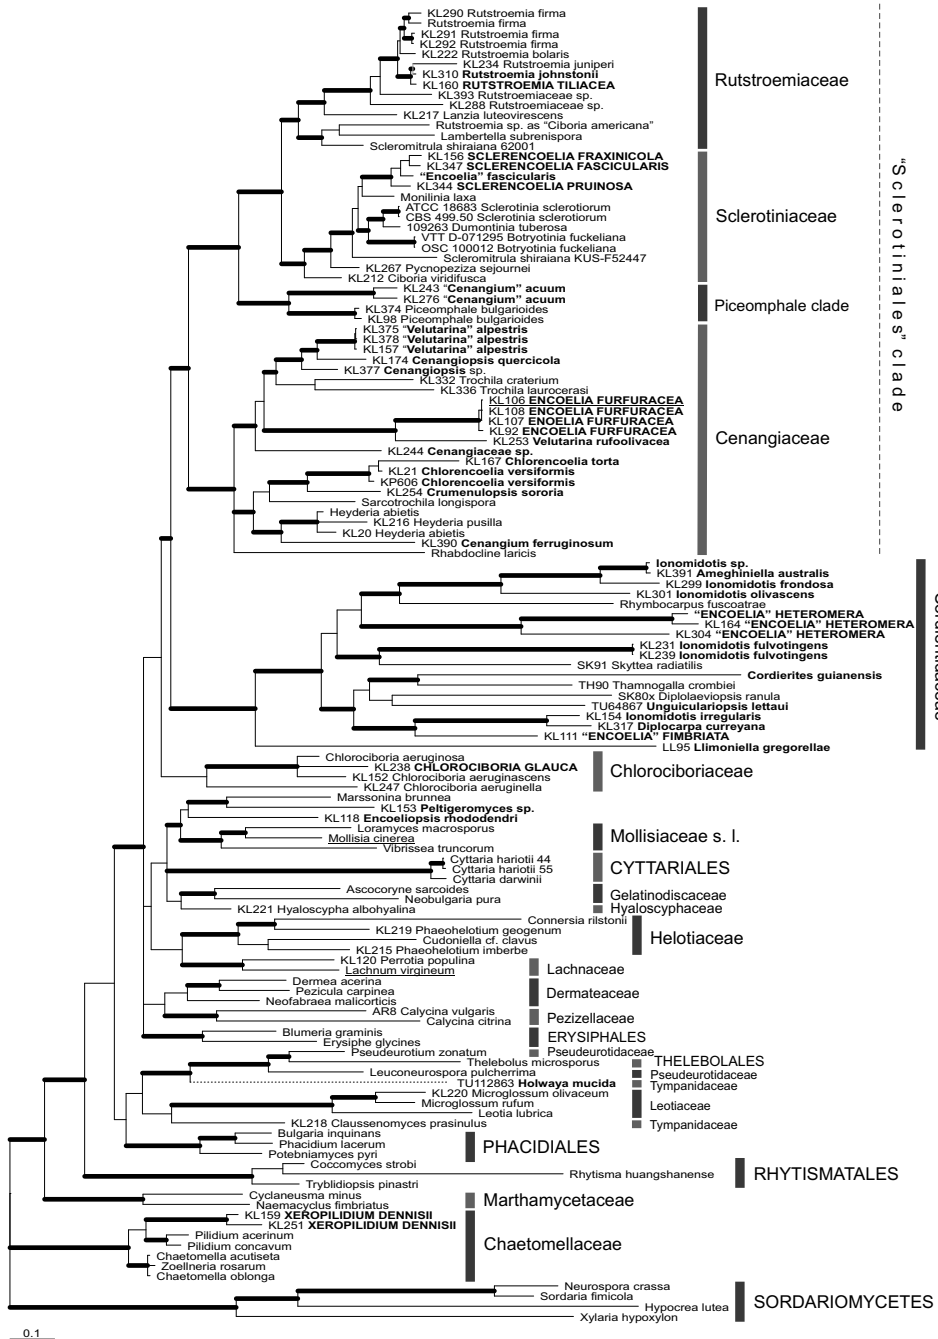 KL290 Rutstroemia firma
Rutstroemia firma
KL291 Rutstroemia firma
KL292 Rutstroemia firma
KL222 Rutstroemia bolaris
KL234 Rutstroemia juniperi
KL310 Rutstroemia johnstonii
KL160 RUTSTROEMIA TILIACEA
KL393 Rutstroemiaceae sp.
KL288 Rutstroemiaceae sp.
KL217 Lanzia luteovirescens
Rutstroemia sp. as "Ciboria americana"
Lambertella subrenispora
Scleromitrula shiraiana 62001
Rutstroemiaceae
KL156 SCLERENCOELIA FRAXINICOLA
KL347 SCLERENCOELIA FASCICULARIS
"Encoelia" fascicularis
KL344 SCLERENCOELIA PRUINOSA
Monilinia laxa
ATCC 18683 Sclerotinia sclerotiorum
CBS 499.50 Sclerotinia sclerotiorum
109263 Dumontinia tuberosa
VTT D-071295 Botryotinia fuckeliana
OSC 100012 Botryotinia fuckeliana
Scleromitrula shiraiana KUS-F52447
KL267 Pycnopeziza sejournei
KL212 Ciboria viridifusca
Sclerotiniaceae
KL243 "Cenangium" acuum
KL276 "Cenangium" acuum
KL374 Piceomphale bulgarioides
KL98 Piceomphale bulgarioides
Piceomphale clade
KL375 "Velutarina" alpestris
KL378 "Velutarina" alpestris
KL157 "Velutarina" alpestris
KL174 Cenangiopsis quercicola
KL377 Cenangiopsis sp.
KL332 Trochila craterium
KL336 Trochila laurocerasi
KL106 ENCOELIA FURFURACEA
KL108 ENCOELIA FURFURACEA
KL107 ENOELIA FURFURACEA
KL92 ENCOELIA FURFURACEA
KL253 Velutarina rufoolivacea
KL244 Cenangiaceae sp.
KL167 Chlorencoelia torta
KL21 Chlorencoelia versiformis
KP606 Chlorencoelia versiformis
KL254 Crumenulopsis sororia
Sarcotrochila longispora
Heyderia abietis
KL216 Heyderia pusilla
KL20 Heyderia abietis
KL390 Cenangium ferruginosum
Rhabdocline laricis
Cenangiaceae
"Sclerotiniales" clade
Ionomidotis sp.
KL391 Ameghiniella australis
KL299 Ionomidotis frondosa
KL301 Ionomidotis olivascens
Rhymbocarpus fuscoatrae
"ENCOELIA" HETEROMERA
KL164 "ENCOELIA" HETEROMERA
KL304 "ENCOELIA" HETEROMERA
KL231 Ionomidotis fulvotingens
KL239 Ionomidotis fulvotingens
SK91 Skyttea radiatilis
Cordierites guianensis
TH90 Thamnogalla crombiei
SK80x Diplolaeviopsis ranula
TU64867 Unguiculariopsis lettaui
KL154 Ionomidotis irregularis
KL317 Diplocarpa curreyana
KL111 "ENCOELIA" FIMBRIATA
LL95 Llimoniella gregorellae
Chlorociboria aeruginosa
KL238 CHLOROCIBORIA GLAUCA
KL152 Chlorociboria aeruginascens
KL247 Chlorociboria aeruginella
Chlorociboriaceae
Marssonina brunnea
KL153 Peltigeromyces sp.
KL118 Encoeliopsis rhododendri
Loramyces macrosporus
Mollisia cinerea
Vibrissea truncorum
Mollisiaceae s. l.
Cyttaria hariotii 44
Cyttaria hariotii 55
Cyttaria darwinii
CYTTARIALES
Ascocoryne sarcoides
Neobulgaria pura
Gelatinodiscaceae
KL221 Hyaloscypha albohyalina
Hyaloscyphaceae
Connersia rilstonii
KL219 Phaeohelotium geogenum
Cudoniella cf. clavus
KL215 Phaeohelotium imberbe
Helotiaceae
KL120 Perrotia populina
Lachnum virgineum
Lachnaceae
Dermea acerina
Pezicula carpinea
Neofabraea malicorticis
Dermateaceae
AR8 Calycina vulgaris
Calycina citrina
Pezizellaceae
Blumeria graminis
Erysiphe glycines
ERYSIPHALES
Pseudeurotium zonatum
Pseudeurotidaceae
Thelebolus microsporus
THELEBOLALES
Leuconeurospora pulcherrima
Pseudeurotidaceae
TU112863 Holwaya mucida
Tympanidaceae
KL220 Microglossum olivaceum
Microglossum rufum
Leotia lubrica
Leotiaceae
KL218 Claussenomyces prasinulus
Tympanidaceae
Bulgaria inquinans
Phacidium lacerum
Potebniamyces pyri
PHACIDIALES
Coccomyces strobi
Rhytisma huangshanense
Tryblidiopsis pinastri
RHYTISMATALES
Cyclaneusma minus
Naemacyclus fimbriatus
Marthamycetaceae
KL159 XEROPILIDIUM DENNISII
KL251 XEROPILIDIUM DENNISII
Pilidium acerinum
Pilidium concavum
Chaetomella acutiseta
Zoellneria rosarum
Chaetomella oblonga
Chaetomellaceae
Neurospora crassa
Sordaria fimicola
Hypocrea lutea
Xylaria hypoxylon
SORDARIOMYCETES
0.1